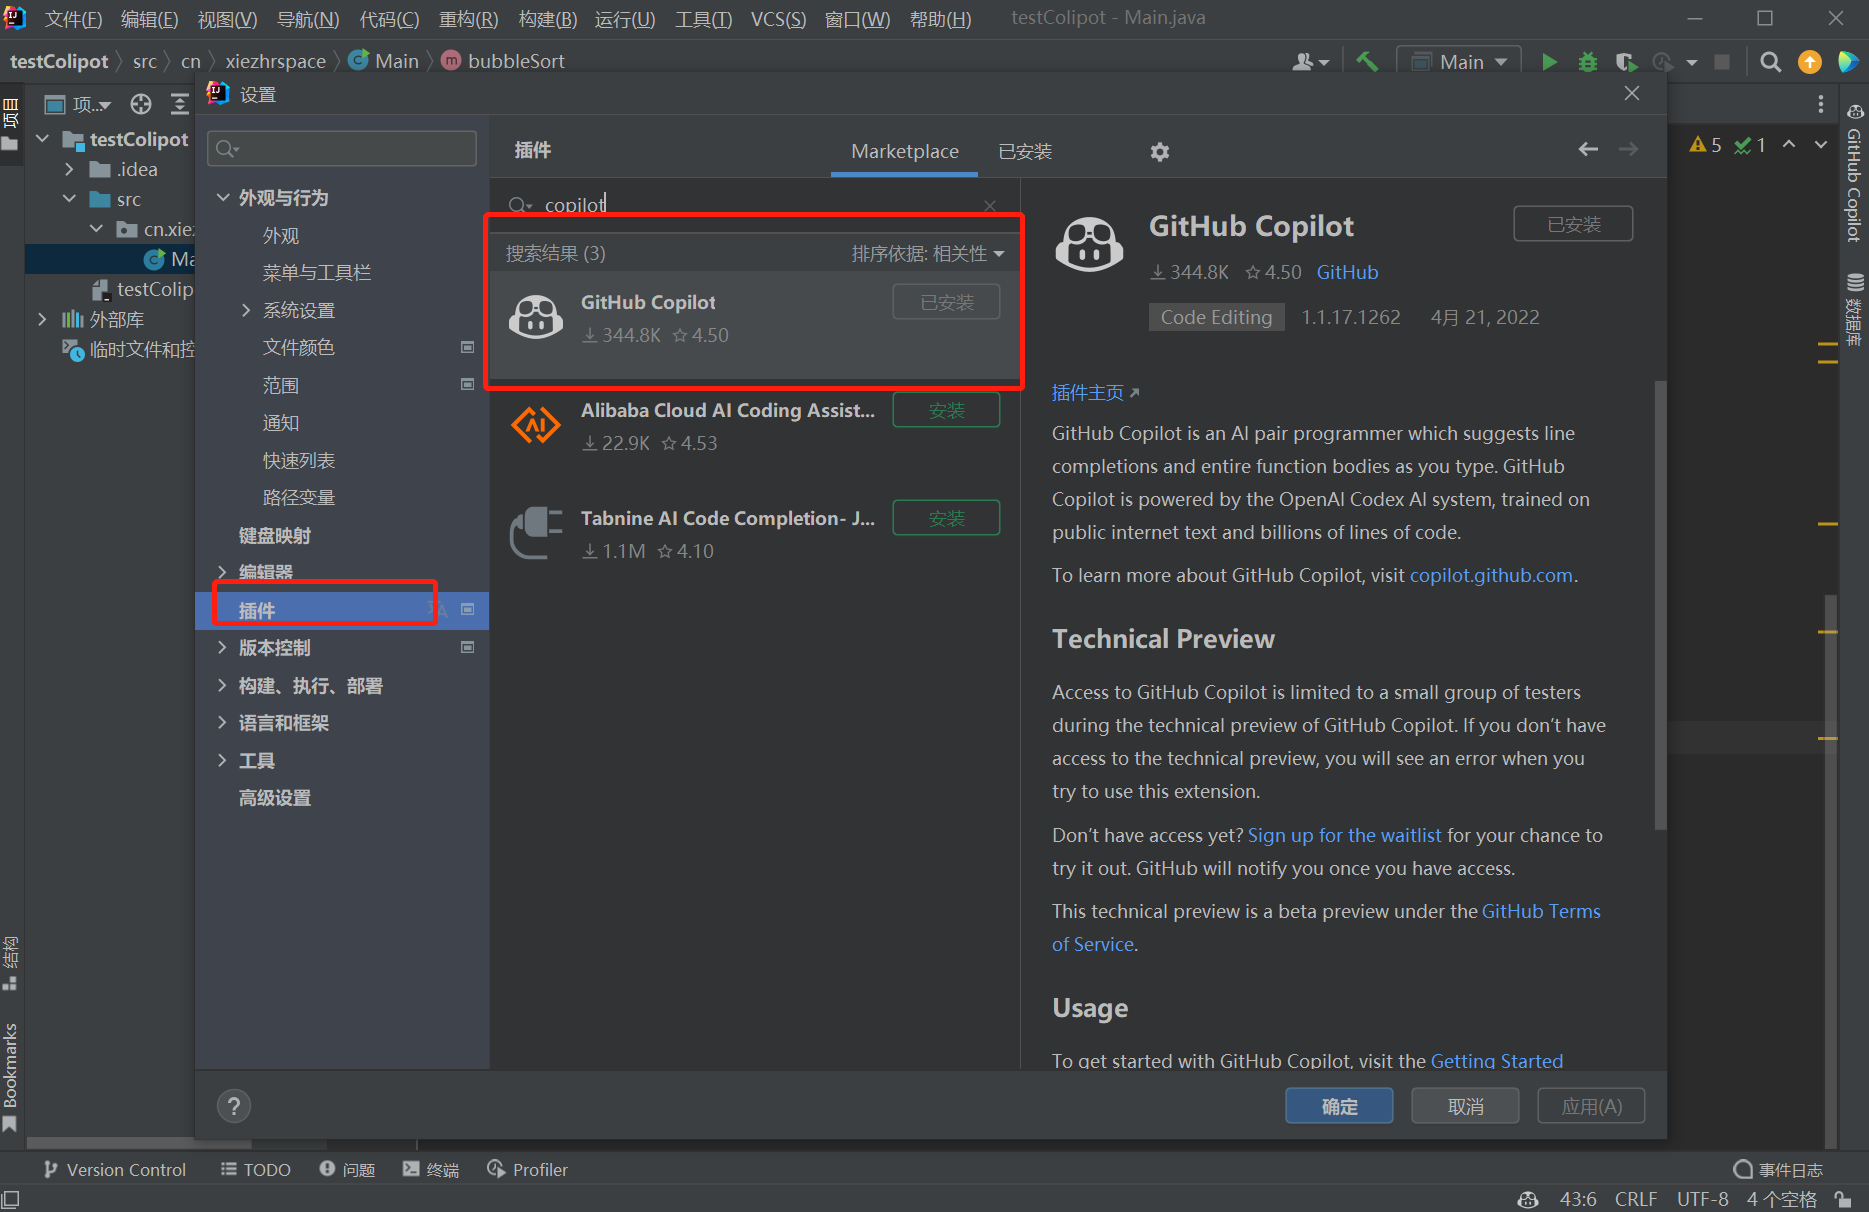 文件(F) 编辑(E) 视图(V) 导航(N) 代码(C) 重构(R) 构建(B) 运行(U) 工具(T) VCS(S) 窗口(W) 帮助(H) testColipot - Main.java
testColipot src cn xiezhrspace Main bubbleSort
Main
项目
项...
testColipot
.idea
src
cn.xie
Ma
testColip
外部库
临时文件和控
结构
Bookmarks
设置
外观与行为
外观
菜单与工具栏
系统设置
文件颜色
范围
通知
快速列表
路径变量
键盘映射
编辑器
插件
版本控制
构建、执行、部署
语言和框架
工具
高级设置
插件 Marketplace 已安装
copilot
搜索结果 (3) 排序依据: 相关性
GitHub Copilot 已安装
344.8K 4.50
Alibaba Cloud AI Coding Assist... 安装
22.9K 4.53
Tabnine AI Code Completion- J... 安装
1.1M 4.10
GitHub Copilot 已安装
344.8K 4.50 GitHub
Code Editing 1.1.17.1262 4月 21, 2022
插件主页
GitHub Copilot is an AI pair programmer which suggests line
completions and entire function bodies as you type. GitHub
Copilot is powered by the OpenAI Codex AI system, trained on
public internet text and billions of lines of code.
To learn more about GitHub Copilot, visit copilot.github.com.
Technical Preview
Access to GitHub Copilot is limited to a small group of testers
during the technical preview of GitHub Copilot. If you don’t have
access to the technical preview, you will see an error when you
try to use this extension.
Don’t have access yet? Sign up for the waitlist for your chance to
try it out. GitHub will notify you once you have access.
This technical preview is a beta preview under the GitHub Terms
of Service.
Usage
To get started with GitHub Copilot, visit the Getting Started
? 确定 取消 应用(A)
5 1
GitHub Copilot
数据库
Version Control TODO 问题 终端 Profiler 事件日志
43:6 CRLF UTF-8 4 个空格